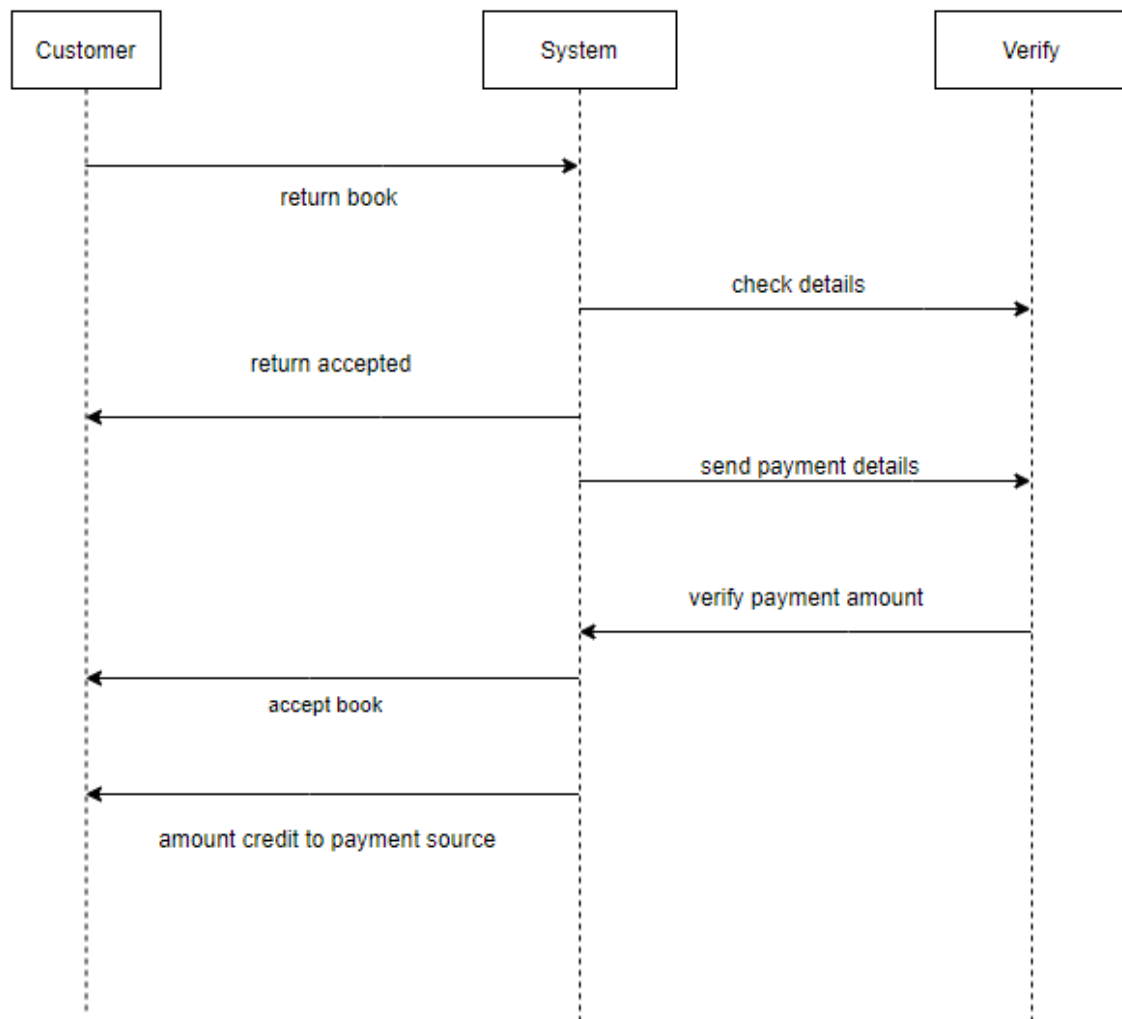 Customer
System
Verify
return book
check details
return accepted
send payment details
verify payment amount
accept book
amount credit to payment source